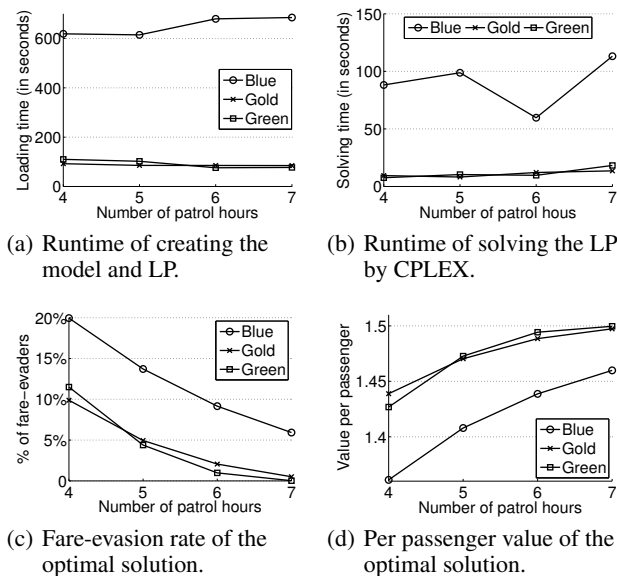 Loading time (in seconds)
600
400
200
0
4 5 6 7
Number of patrol hours
Blue
Gold
Green
(a) Runtime of creating the
model and LP.
Solving time (in seconds)
150
100
50
0
4 5 6 7
Number of patrol hous
Blue Gold Green
(b) Runtime of solving the LP
by CPLEX.
% of fare−evaders
20%
15%
10%
5%
0
4 5 6 7
Number of patrol hours
Blue
Gold
Green
(c) Fare-evasion rate of the
optimal solution.
Value per passenger
1.5
1.45
1.4
4 5 6 7
Number of patrol hours
Blue
Gold
Green
(d) Per passenger value of the
optimal solution.